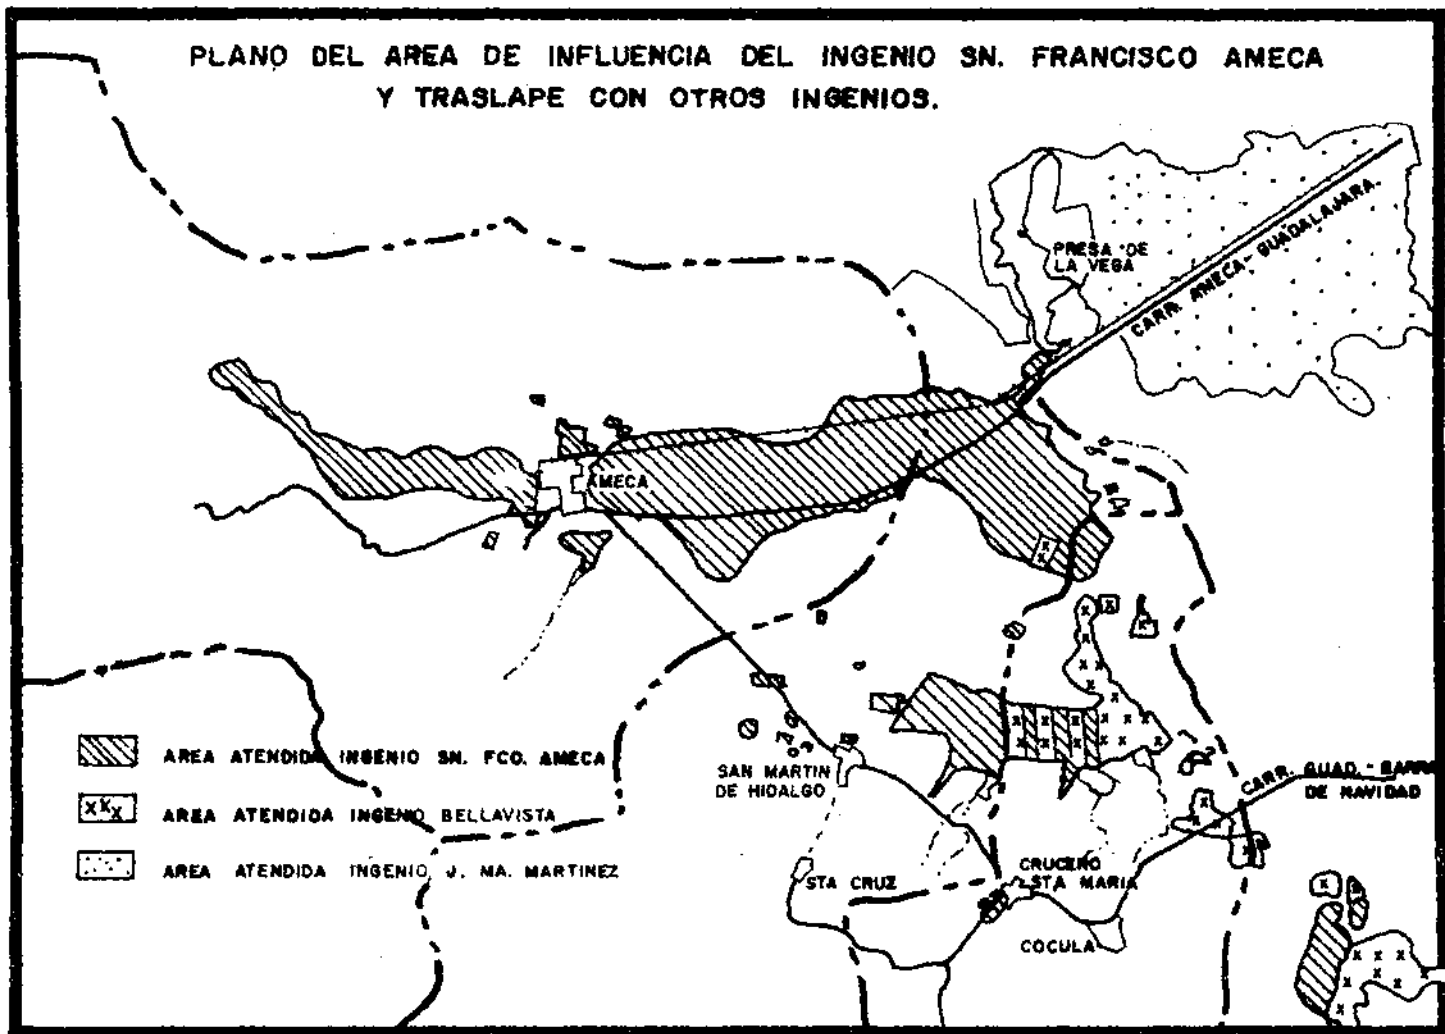 PLANO DEL AREA DE INFLUENCIA DEL INGENIO SN. FRANCISCO AMECA
Y TRASLAPE CON OTROS INGENIOS.
PRESA DE
LA VEGA
CARR. AMECA - GUADALAJARA.
AMECA
AREA ATENDIDA INGENIO SN. FCO. AMECA
AREA ATENDIDA INGENIO BELLAVISTA
AREA ATENDIDA INGENIO J. MA. MARTINEZ
SAN MARTIN
DE HIDALGO
CARR. GUAD. - BARRA
DE NAVIDAD
STA CRUZ
CRUCERO
STA MARIA
COCULA